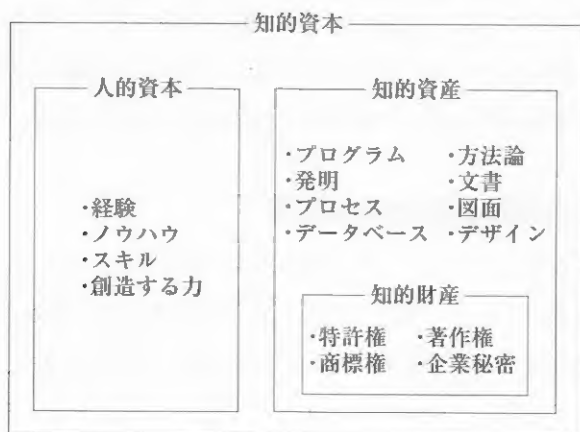 知的資本
人的資本
・経験
・ノウハウ
・スキル
・創造する力
知的資産
・プログラム ・方法論
・発明 ・文書
・プロセス ・図面
・データベース ・デザイン
知的財産
・特許権 ・著作権
・商標権 ・企業秘密